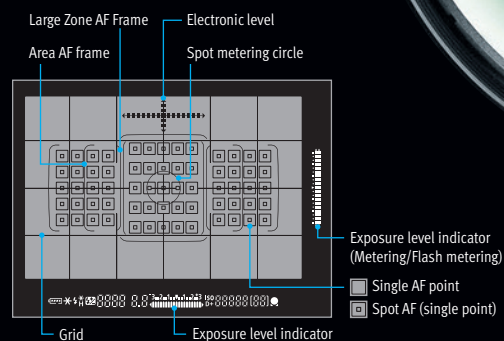 Large Zone AF Frame
Electronic level
Area AF frame
Spot metering circle
Exposure level indicator
(Metering/Flash metering)
Single AF point
Spot AF (single point)
Grid
Exposure level indicator